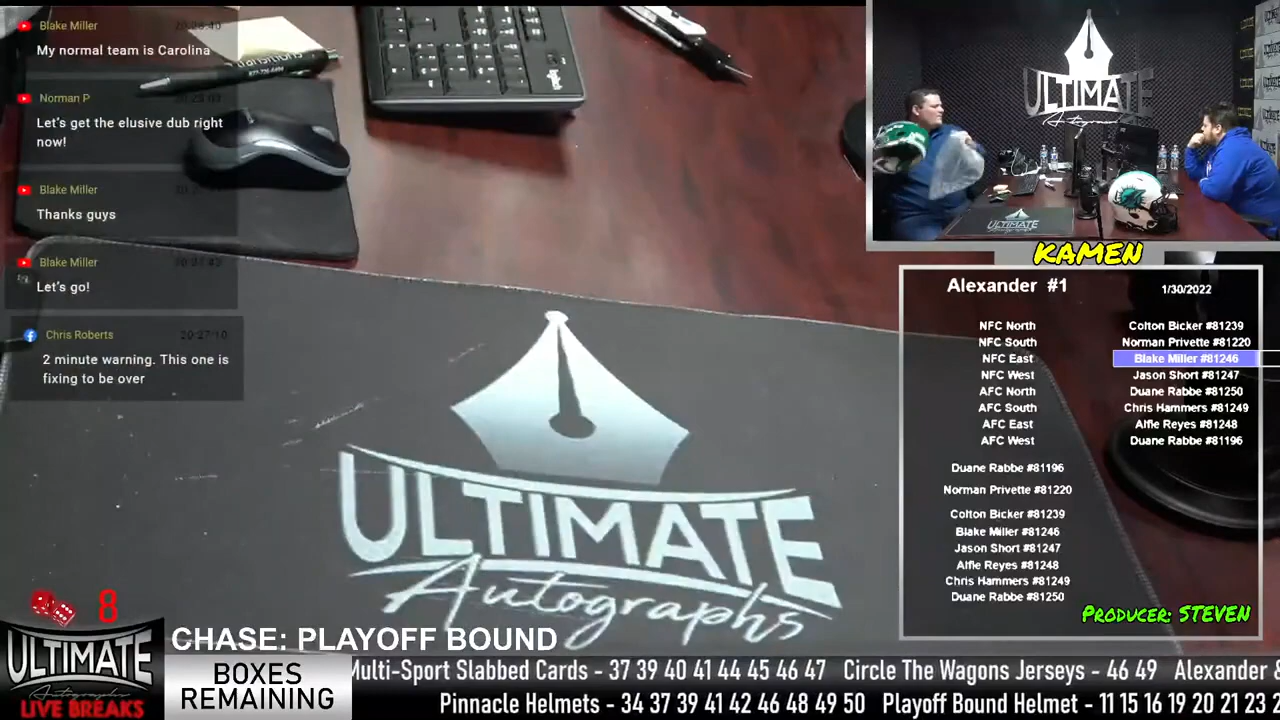 Blake Miller
My normal team is Carolina
Norman P
Let's get the elusive dub right
now!
Blake Miller
Thanks guys
Blake Miller
Let's go!
Chris Roberts 20:27:10
2 minute warning. This one is
fixing to be over
transitions
ULTIMATE
Autographs
ULTIMATE
ULTIMATE
KAMEN
Alexander #1 1/30/2022
NFC North Colton Bicker #81239
NFC South Norman Privette #81220
NFC East Blake Miller #81246
NFC West Jason Short #81247
AFC North Duane Rabbe #81250
AFC South Chris Hammers #81249
AFC East Alfie Reyes #81248
AFC West Duane Rabbe #81196
Duane Rabbe #81196
Norman Privette #81220
Colton Bicker #81239
Blake Miller #81246
Jason Short #81247
Alfie Reyes #81248
Chris Hammers #81249
Duane Rabbe #81250
PRODUCER: STEVEN
8
CHASE: PLAYOFF BOUND
ULTIMATE
Autographs
LIVE BREAKS
BOXES
REMAINING
Multi-Sport Slabbed Cards - 37 39 40 41 44 45 46 47 Circle The Wagons Jerseys - 46 49 Alexander &
Pinnacle Helmets - 34 37 39 41 42 46 48 49 50 Playoff Bound Helmet - 11 15 16 19 20 21 23 2